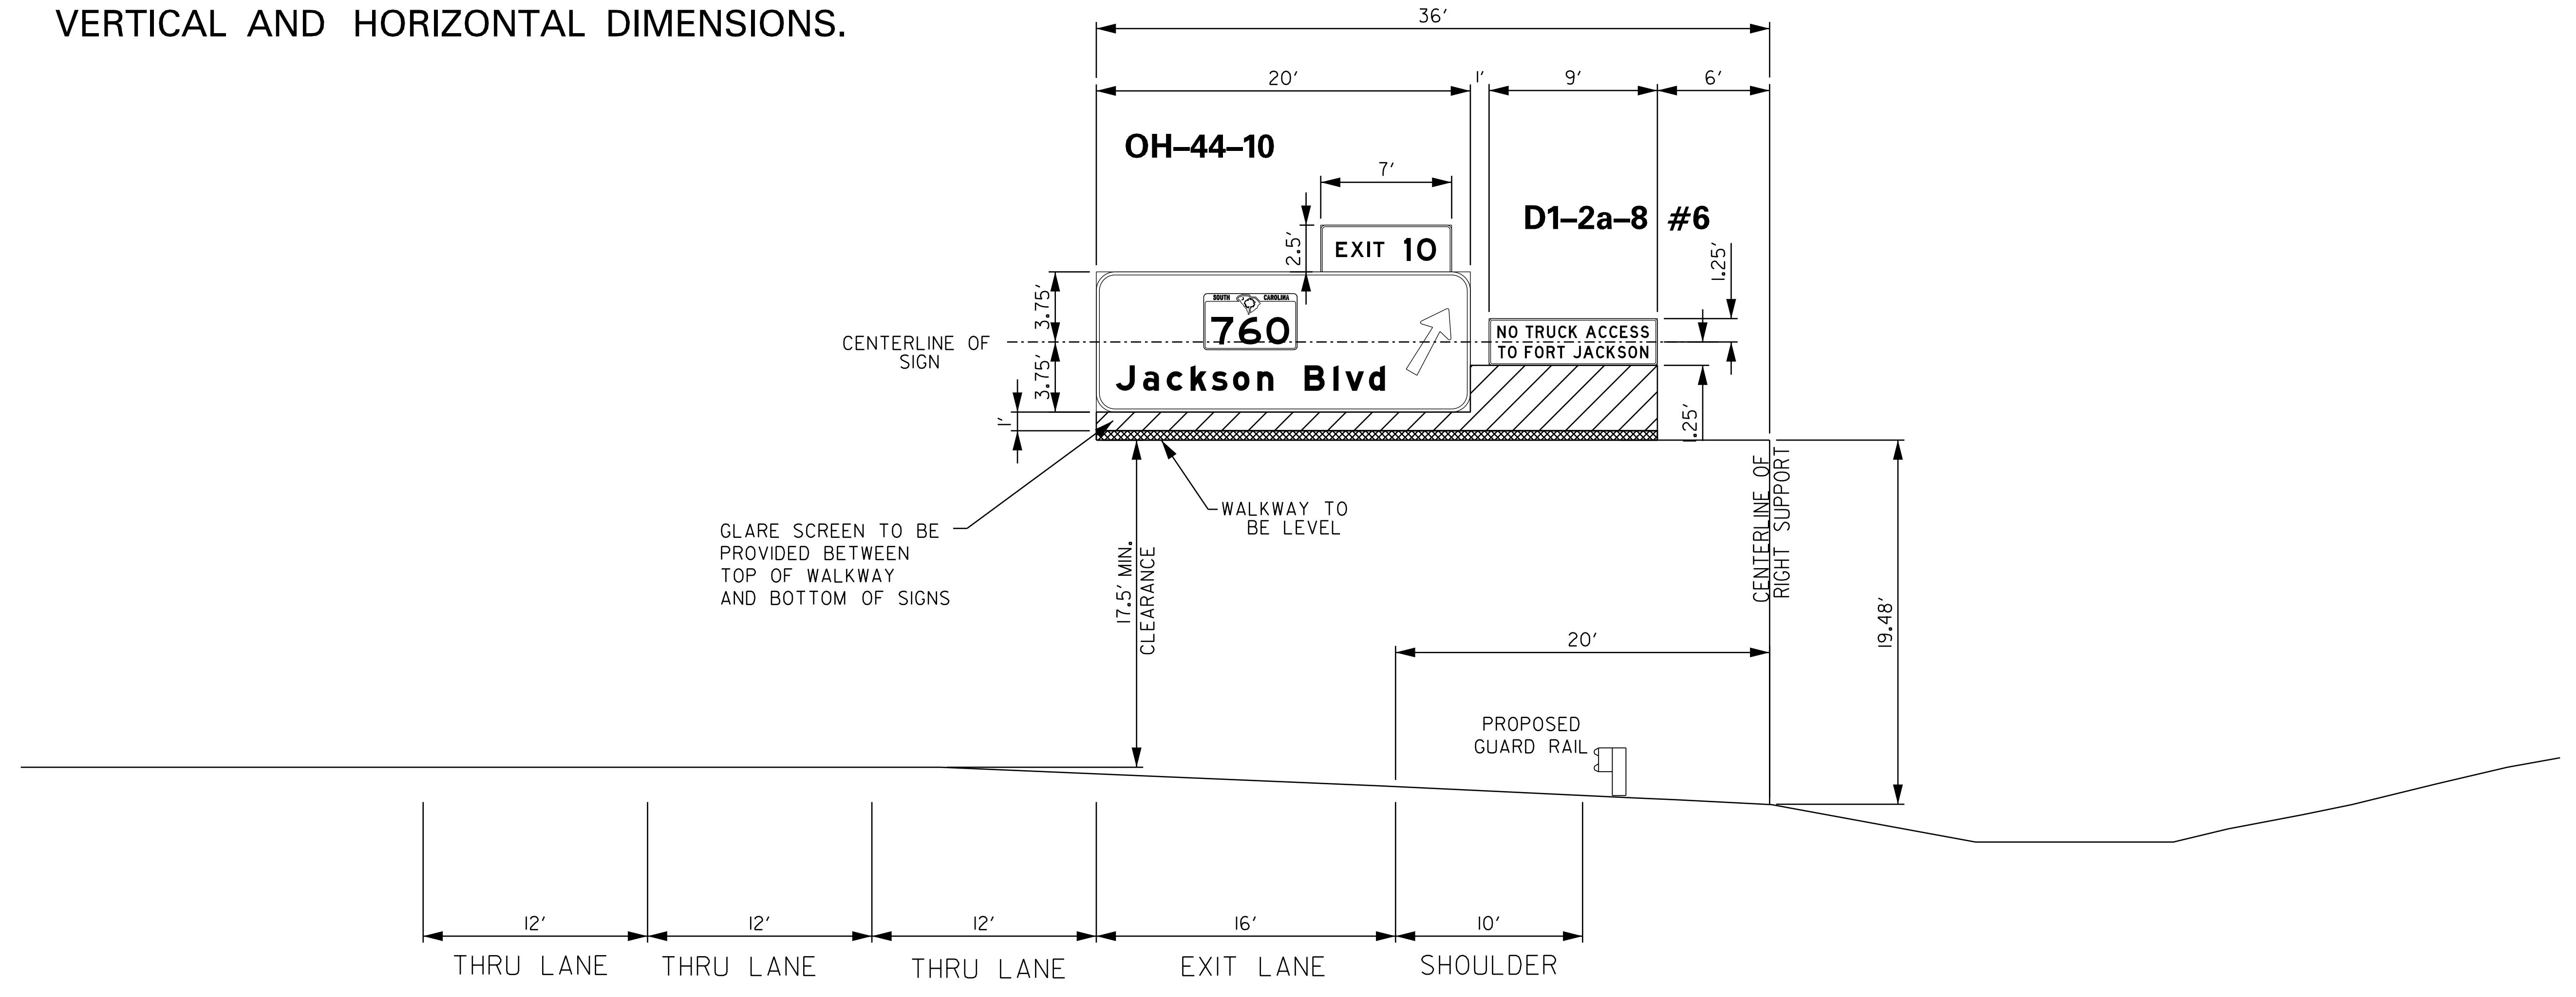 VERTICAL AND HORIZONTAL DIMENSIONS.
36'
20'
1'
9'
6'
OH–44–10
7'
D1–2a–8 #6
2.5'
EXIT 10
1.25'
3.75'
SOUTH CAROLINA
760
NO TRUCK ACCESS
TO FORT JACKSON
CENTERLINE OF
SIGN
3.75'
Jackson Blvd
1'
1.25'
GLARE SCREEN TO BE
PROVIDED BETWEEN
TOP OF WALKWAY
AND BOTTOM OF SIGNS
WALKWAY TO
BE LEVEL
17.5' MIN.
CLEARANCE
CENTERLINE OF
RIGHT SUPPORT
19.48'
20'
PROPOSED
GUARD RAIL
12'
12'
12'
16'
10'
THRU LANE
THRU LANE
THRU LANE
EXIT LANE
SHOULDER